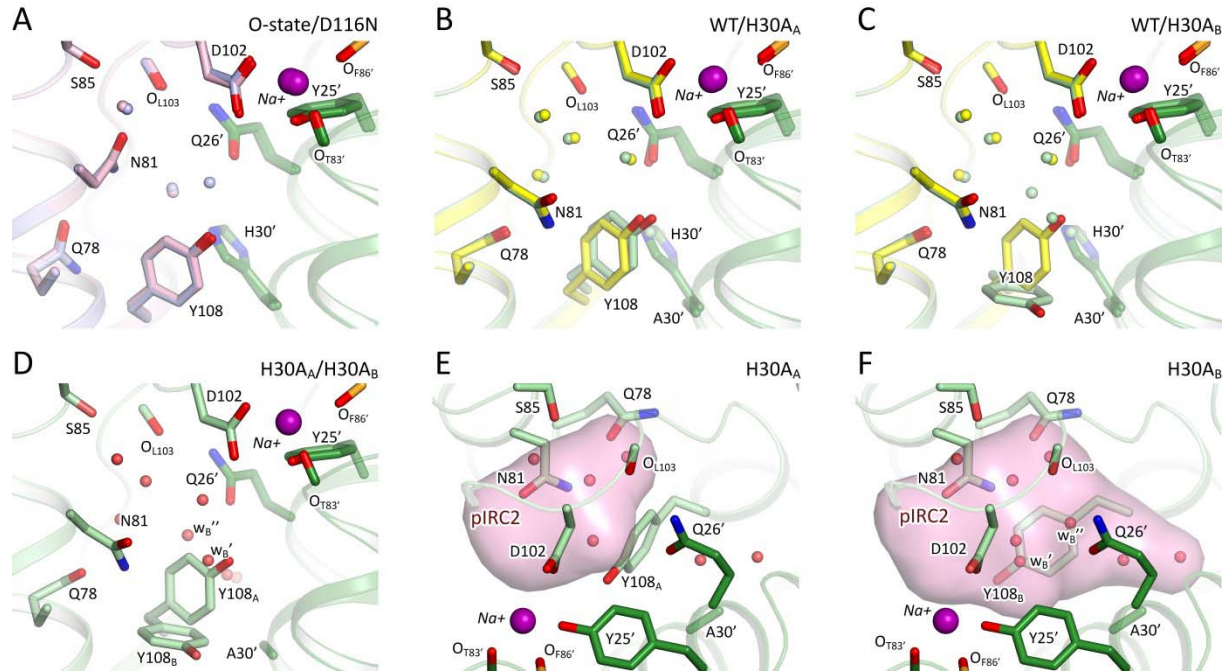 A
O-state/D116N
S85
D102
O_F86'
O_L103
Na+
Y25'
Q26'
O_T83'
N81
Q78
H30'
Y108
B
WT/H30A_A
S85
D102
O_F86'
O_L103
Na+
Y25'
Q26'
O_T83'
N81
Q78
H30'
Y108
A30'
C
WT/H30A_B
S85
D102
O_F86'
O_L103
Na+
Y25'
Q26'
O_T83'
N81
Q78
H30'
Y108
A30'
D
H30A_A/H30A_B
D102
S85
O_F86'
Na+
Y25'
O_L103
Q26'
O_T83'
N81
w_B''
w_B'
Q78
Y108_A
Y108_B
A30'
E
H30A_A
S85
Q78
N81
O_L103
pIRC2
Q26'
D102
Y108_A
Na+
A30'
Y25'
O_T83'
O_F86'
F
H30A_B
S85
Q78
N81
O_L103
pIRC2
w_B''
Q26'
D102
w_B'
Y108_B
Na+
A30'
Y25'
O_T83'
O_F86'